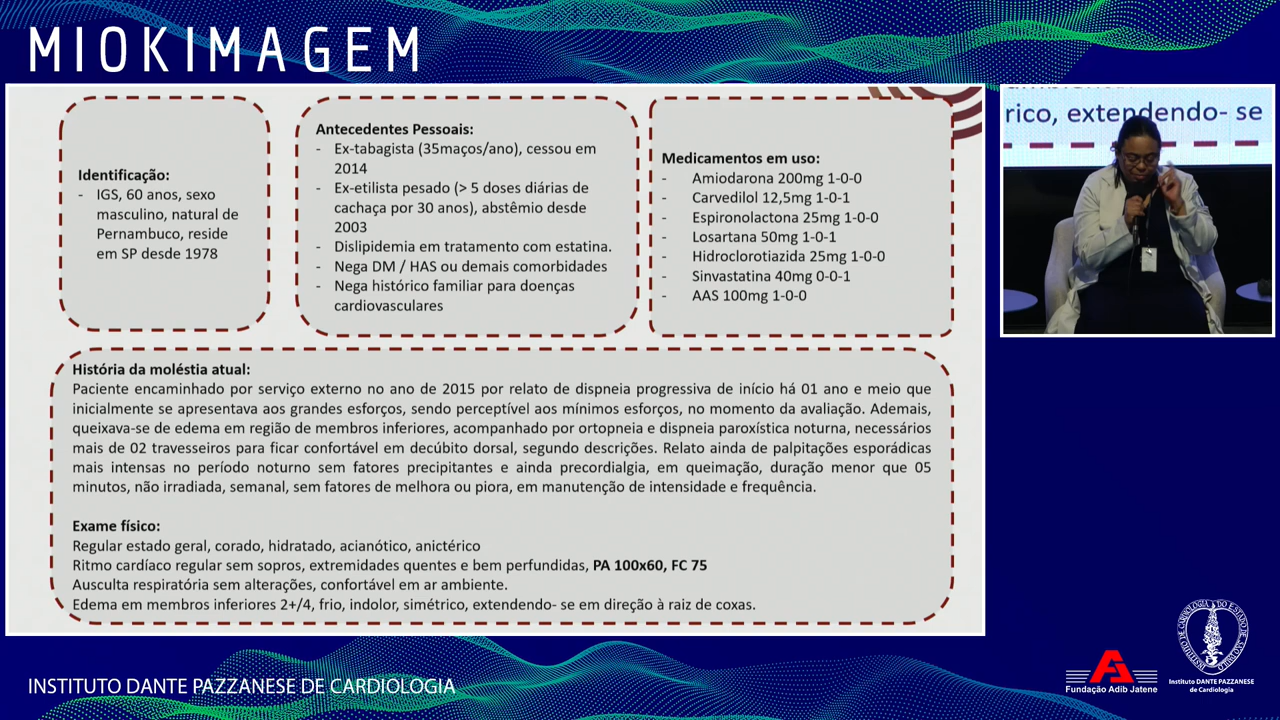 MIOKIMAGEM
Identificação:
- IGS, 60 anos, sexo
masculino, natural de
Pernambuco, reside
em SP desde 1978
Antecedentes Pessoais:
- Ex-tabagista (35maços/ano), cessou em
2014
- Ex-etilista pesado (> 5 doses diárias de
cachaça por 30 anos), abstêmio desde
2003
- Dislipidemia em tratamento com estatina.
- Nega DM / HAS ou demais comorbidades
- Nega histórico familiar para doenças
cardiovasculares
Medicamentos em uso:
- Amiodarona 200mg 1-0-0
- Carvedilol 12,5mg 1-0-1
- Espironolactona 25mg 1-0-0
- Losartana 50mg 1-0-1
- Hidroclorotiazida 25mg 1-0-0
- Sinvastatina 40mg 0-0-1
- AAS 100mg 1-0-0
História da moléstia atual:
Paciente encaminhado por serviço externo no ano de 2015 por relato de dispneia progressiva de início há 01 ano e meio que
inicialmente se apresentava aos grandes esforços, sendo perceptível aos mínimos esforços, no momento da avaliação. Ademais,
queixava-se de edema em região de membros inferiores, acompanhado por ortopneia e dispneia paroxística noturna, necessários
mais de 02 travesseiros para ficar confortável em decúbito dorsal, segundo descrições. Relato ainda de palpitações esporádicas
mais intensas no período noturno sem fatores precipitantes e ainda precordialgia, em queimação, duração menor que 05
minutos, não irradiada, semanal, sem fatores de melhora ou piora, em manutenção de intensidade e frequência.
Exame físico:
Regular estado geral, corado, hidratado, acianótico, anictérico
Ritmo cardíaco regular sem sopros, extremidades quentes e bem perfundidas, PA 100x60, FC 75
Ausculta respiratória sem alterações, confortável em ar ambiente.
Edema em membros inferiores 2+/4, frio, indolor, simétrico, extendendo- se em direção à raiz de coxas.
rico, extendendo- se
INSTITUTO DANTE PAZZANESE DE CARDIOLOGIA
Fundação Adib Jatene
INSTITUTO DE CARDIOLOGIA DO ESTADO DE SÃO PAULO
Instituto DANTE PAZZANESE
de Cardiologia